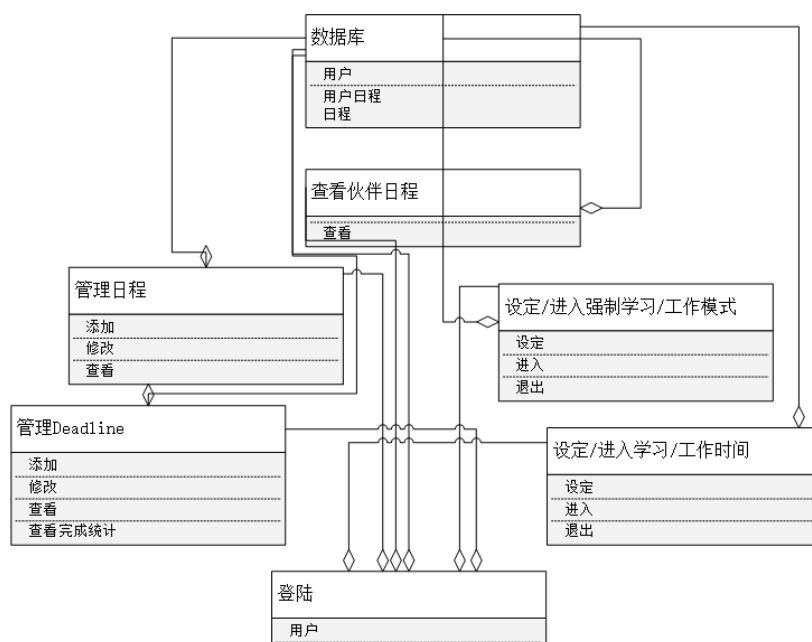 数据库
用户
用户日程
日程
查看伙伴日程
查看
管理日程
添加
修改
查看
设定/进入强制学习/工作模式
设定
进入
退出
管理Deadline
添加
修改
查看
查看完成统计
设定/进入学习/工作时间
设定
进入
退出
登陆
用户